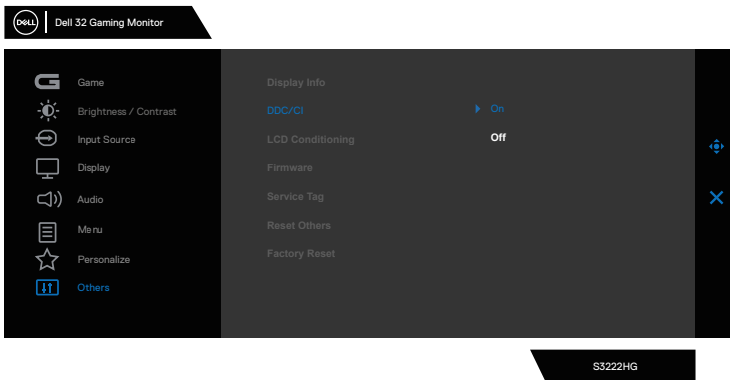 DELL
Dell 32 Gaming Monitor
Game
Brightness / Contrast
Input Source
Display
Audio
Menu
Personalize
Others
Display Info
DDC/CI
LCD Conditioning
Firmware
Service Tag
Reset Others
Factory Reset
On
Off
S3222HG